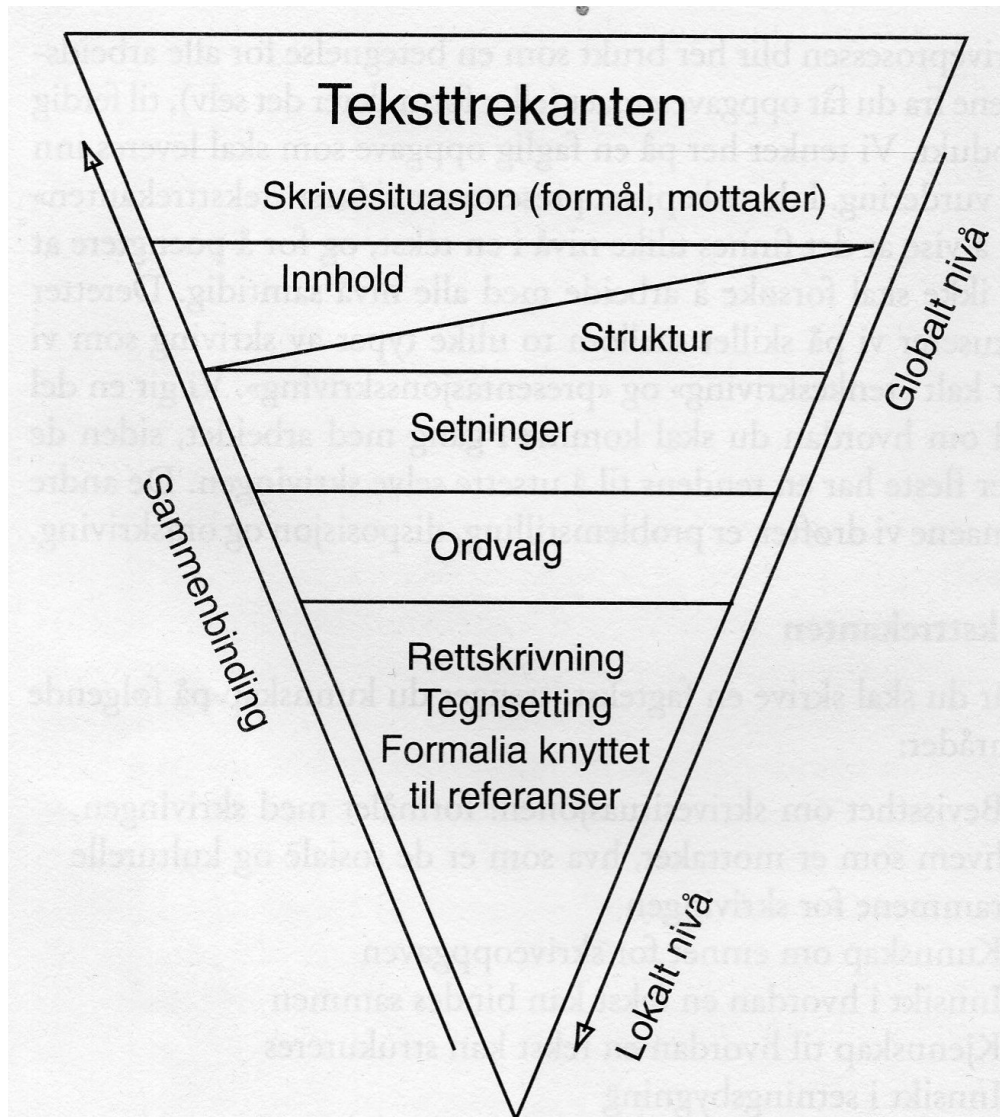 Teksttrekanten
Skrivesituasjon (formål, mottaker)
Innhold
Struktur
Setninger
Ordvalg
Rettskrivning
Tegnsetting
Formalia knyttet
til referanser
Sammenbinding
Globalt nivå
Lokalt nivå